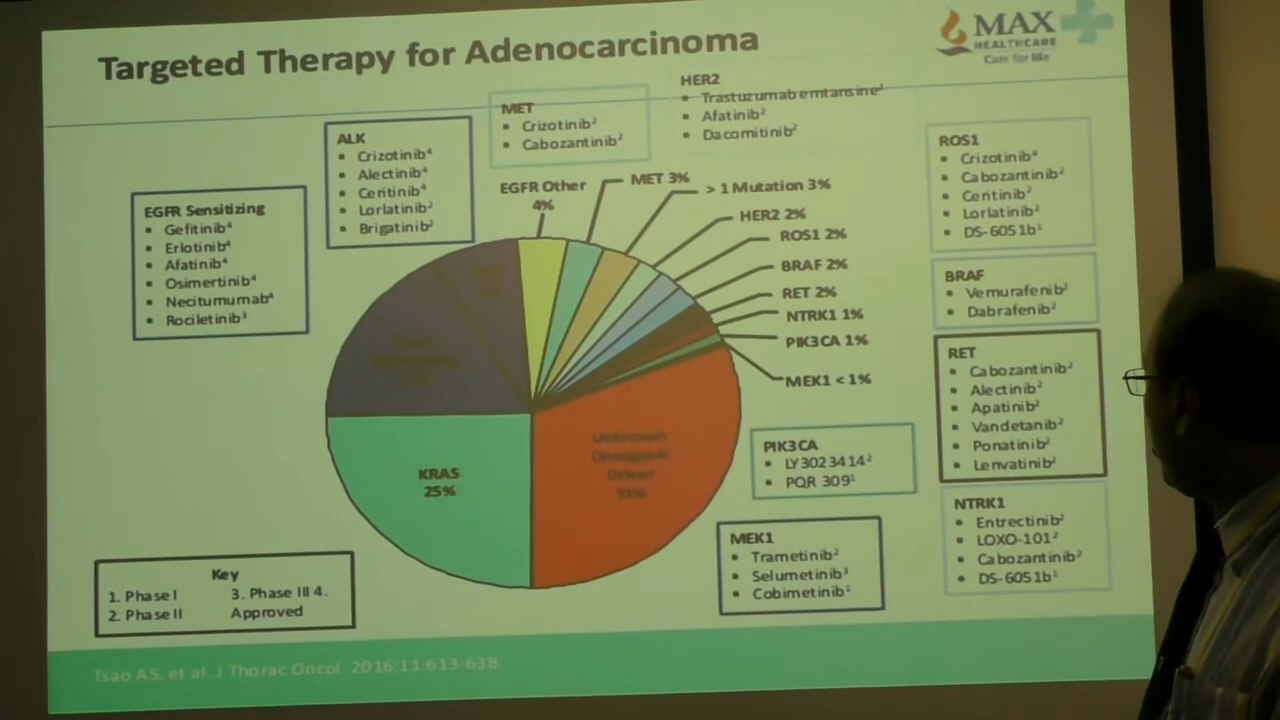 Targeted Therapy for Adenocarcinoma
MAX
HEALTHCARE
Care for life
EGFR Sensitizing
▪ Gefitinib⁴
▪ Erlotinib⁴
▪ Afatinib⁴
▪ Osimertinib⁴
▪ Necitumumab⁴
▪ Rociletinib³
ALK
▪ Crizotinib⁴
▪ Alectinib⁴
▪ Ceritinib⁴
▪ Lorlatinib²
▪ Brigatinib²
MET
▪ Crizotinib²
▪ Cabozantinib²
HER2
▪ Trastuzumab emtansine²
▪ Afatinib²
▪ Dacomitinib²
ROS1
▪ Crizotinib⁴
▪ Cabozantinib²
▪ Ceritinib²
▪ Lorlatinib²
▪ DS-6051b¹
BRAF
▪ Vemurafenib²
▪ Dabrafenib²
RET
▪ Cabozantinib²
▪ Alectinib²
▪ Apatinib²
▪ Vandetanib²
▪ Ponatinib²
▪ Lenvatinib²
NTRK1
▪ Entrectinib²
▪ LOXO-101²
▪ Cabozantinib²
▪ DS-6051b¹
PIK3CA
▪ LY3023414²
▪ PQR 309¹
MEK1
▪ Trametinib²
▪ Selumetinib³
▪ Cobimetinib¹
EGFR Other
4%
MET 3%
> 1 Mutation 3%
HER2 2%
ROS1 2%
BRAF 2%
RET 2%
NTRK1 1%
PIK3CA 1%
MEK1 < 1%
Unknown
Oncogenic
Driver
31%
KRAS
25%
Key
1. Phase I 3. Phase III 4.
2. Phase II Approved
Tsao AS, et al. J Thorac Oncol. 2016;11:613-638.